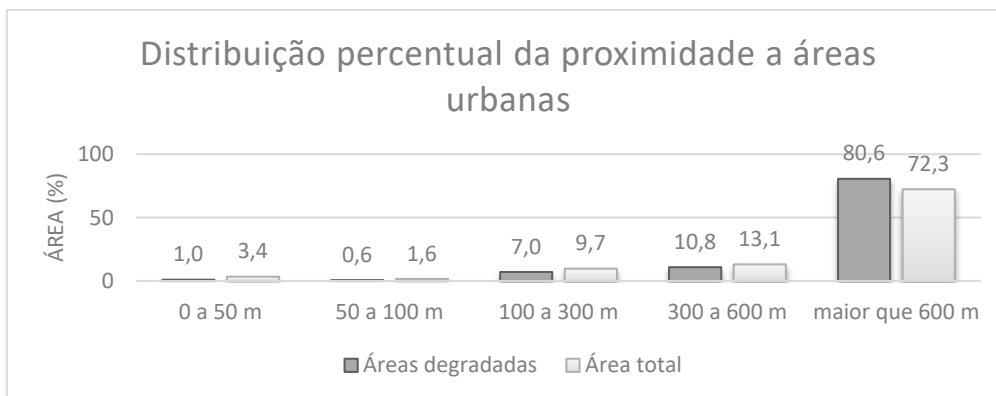 Distribuição percentual da proximidade a áreas
urbanas
ÁREA (%)
100
50
0
1,0
3,4
0,6
1,6
7,0
9,7
10,8
13,1
80,6
72,3
0 a 50 m
50 a 100 m
100 a 300 m
300 a 600 m
maior que 600 m
Áreas degradadas
Área total